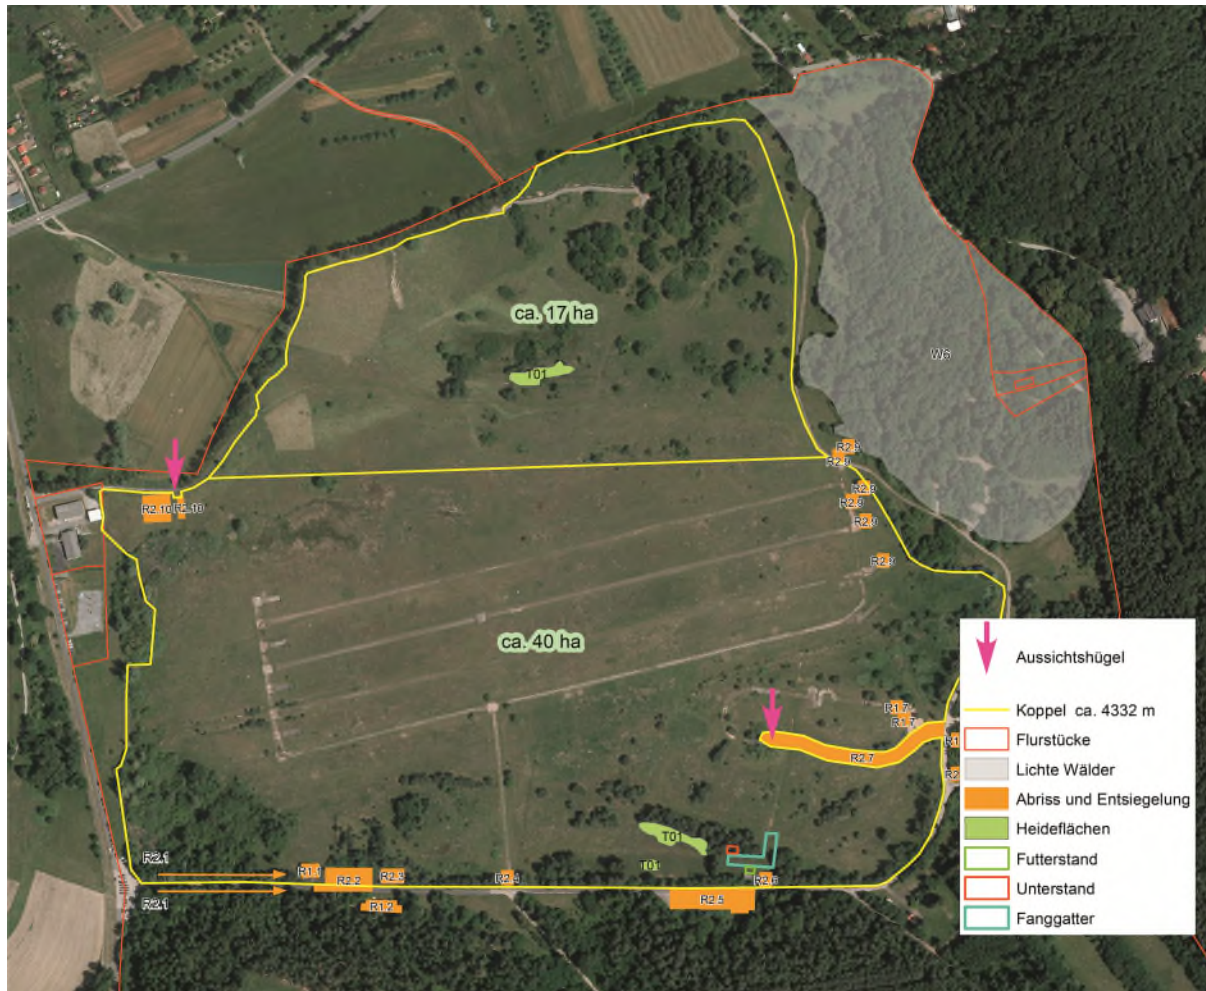 ca. 17 ha
T01
W6
R2.9
R2.9
R2.10
R2.10
R2.9
R2.9
R2.9
R2.9
ca. 40 ha
R1.7
R1.7
R2.7
R1.
R2.
T01
T01
R2.1
R2.1
R1.1
R2.2
R2.3
R1.2
R2.4
R2.5
R2.6
Aussichtshügel
Koppel ca. 4332 m
Flurstücke
Lichte Wälder
Abriss und Entsiegelung
Heideflächen
Futterstand
Unterstand
Fanggatter